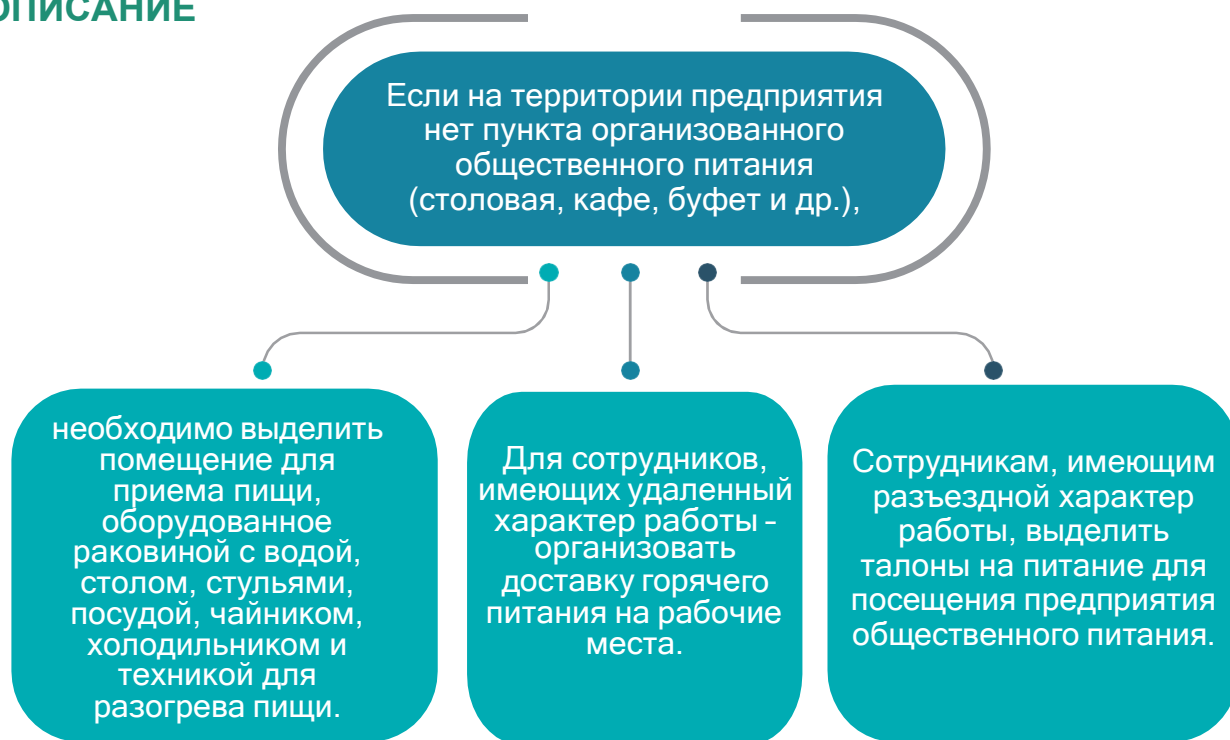 ОПИСАНИЕ
Если на территории предприятия
нет пункта организованного
общественного питания
(столовая, кафе, буфет и др.),
необходимо выделить
помещение для
приема пищи,
оборудованное
раковиной с водой,
столом, стульями,
посудой, чайником,
холодильником и
техникой для
разогрева пищи.
Для сотрудников,
имеющих удаленный
характер работы –
организовать
доставку горячего
питания на рабочие
места.
Сотрудникам, имеющим
разъездной характер
работы, выделить
талоны на питание для
посещения предприятия
общественного питания.